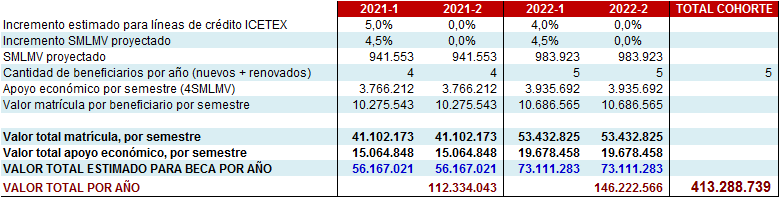 2021-1 2021-2 2022-1 2022-2 TOTAL COHORTE
Incremento estimado para líneas de crédito ICETEX 5,0% 0,0% 4,0% 0,0%
Incremento SMLMV proyectado 4,5% 0,0% 4,5% 0,0%
SMLMV proyectado 941.553 941.553 983.923 983.923
Cantidad de beneficiarios por año (nuevos + renovados) 4 4 5 5 5
Apoyo económico por semestre (4SMLMV) 3.766.212 3.766.212 3.935.692 3.935.692
Valor matrícula por beneficiario por semestre 10.275.543 10.275.543 10.686.565 10.686.565
Valor total matrícula, por semestre 41.102.173 41.102.173 53.432.825 53.432.825
Valor total apoyo económico, por semestre 15.064.848 15.064.848 19.678.458 19.678.458
VALOR TOTAL ESTIMADO PARA BECA POR AÑO 56.167.021 56.167.021 73.111.283 73.111.283
VALOR TOTAL POR AÑO 112.334.043 146.222.566 413.288.739